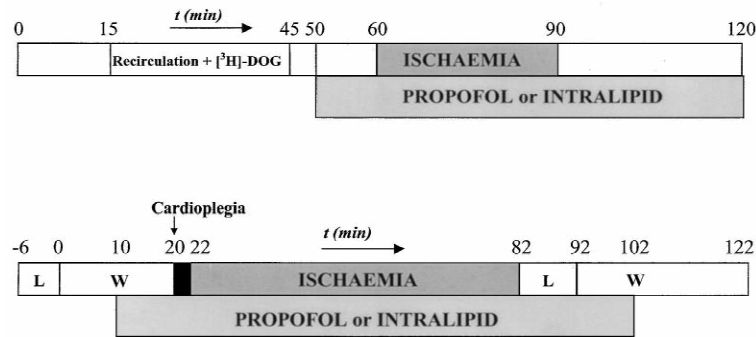 t (min)
0 15 45 50 60 90 120
Recirculation + [³H]-DOG ISCHAEMIA
PROPOFOL or INTRALIPID
Cardioplegia
t (min)
-6 0 10 20 22 82 92 102 122
L W ISCHAEMIA L W
PROPOFOL or INTRALIPID